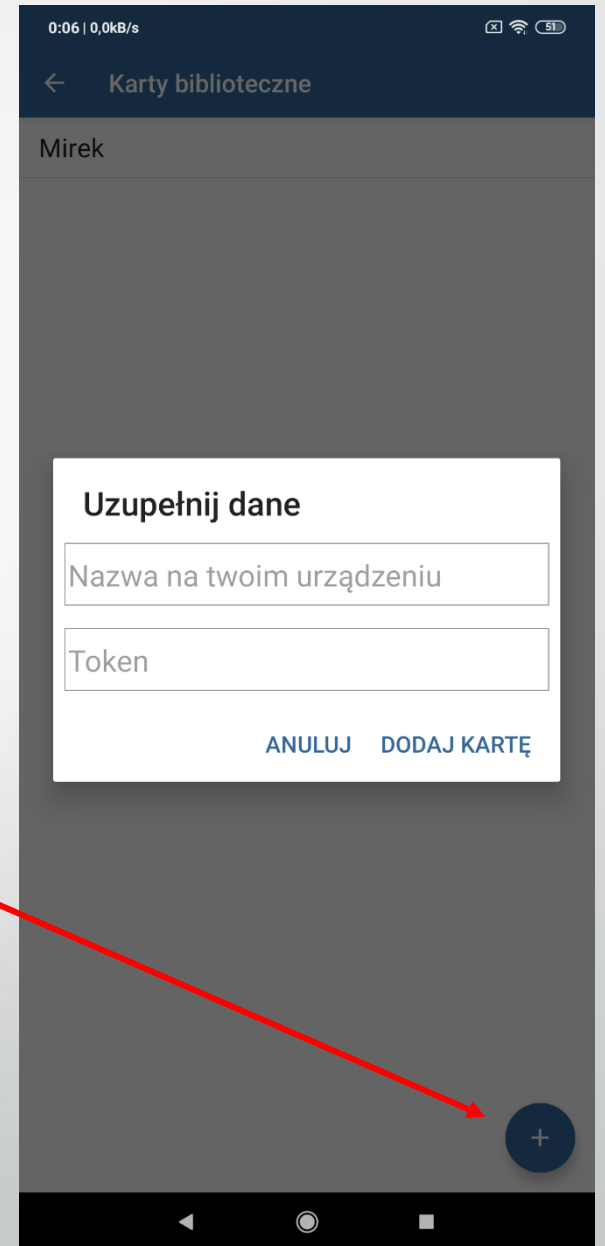 0:06 | 0,0kB/s 51
Karty biblioteczne
Mirek
Uzupełnij dane
Nazwa na twoim urządzeniu
Token
ANULUJ DODAJ KARTĘ
+